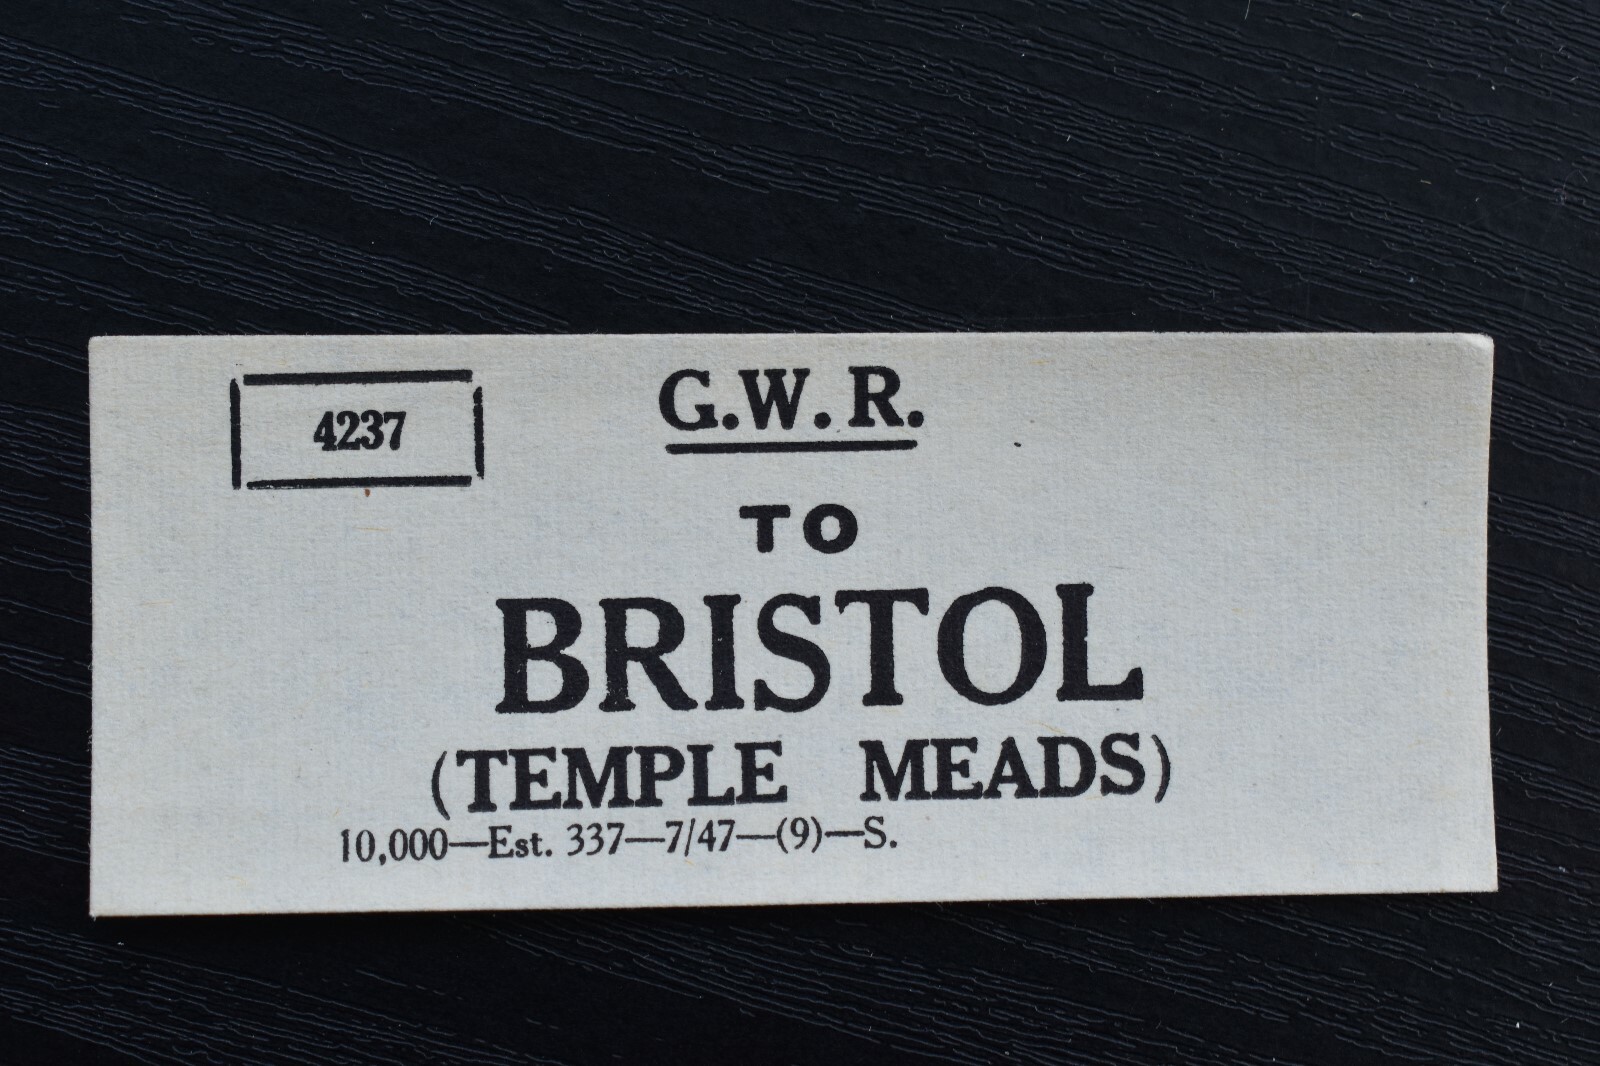 4237
G.W.R.
TO
BRISTOL
(TEMPLE MEADS)
10,000—Est. 337—7/47—(9)—S.